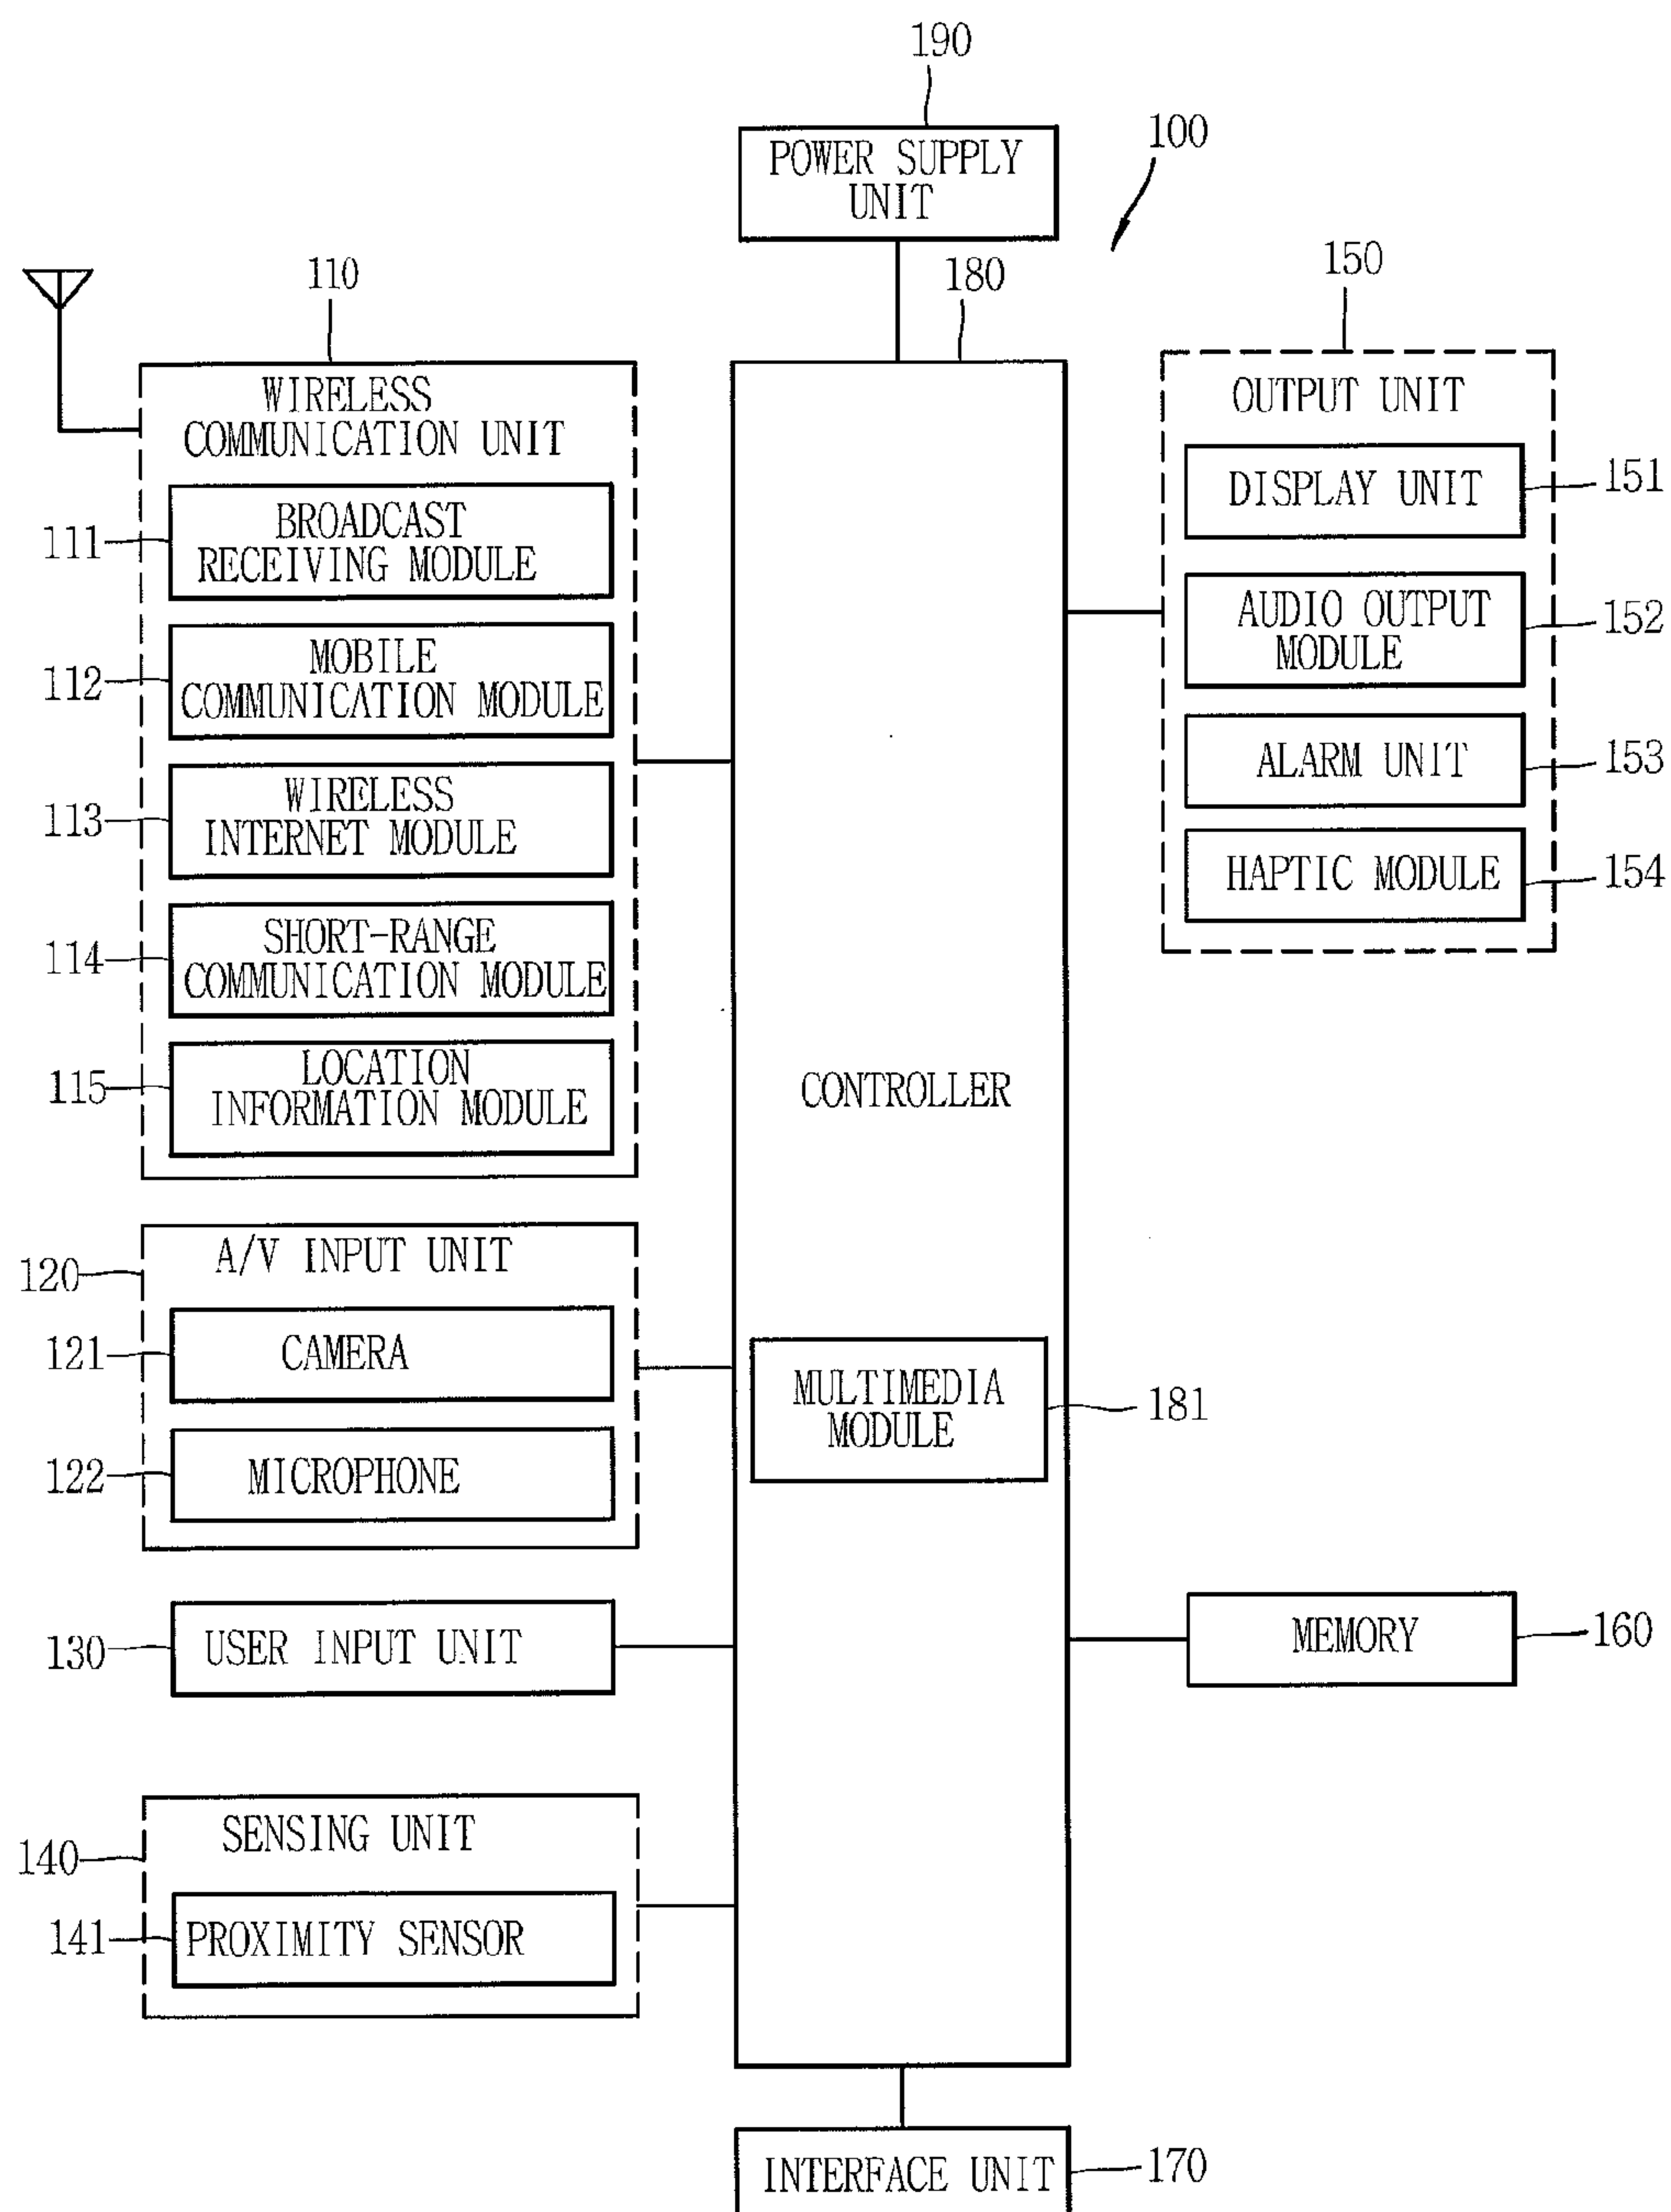 190
POWER SUPPLY
UNIT
100
110
180
150
WIRELESS
COMMUNICATION UNIT
111
BROADCAST
RECEIVING MODULE
112
MOBILE
COMMUNICATION MODULE
113
WIRELESS
INTERNET MODULE
114
SHORT-RANGE
COMMUNICATION MODULE
115
LOCATION
INFORMATION MODULE
120
A/V INPUT UNIT
121
CAMERA
122
MICROPHONE
130
USER INPUT UNIT
140
SENSING UNIT
141
PROXIMITY SENSOR
CONTROLLER
MULTIMEDIA
MODULE
181
OUTPUT UNIT
DISPLAY UNIT
151
AUDIO OUTPUT
MODULE
152
ALARM UNIT
153
HAPTIC MODULE
154
MEMORY
160
INTERFACE UNIT
170